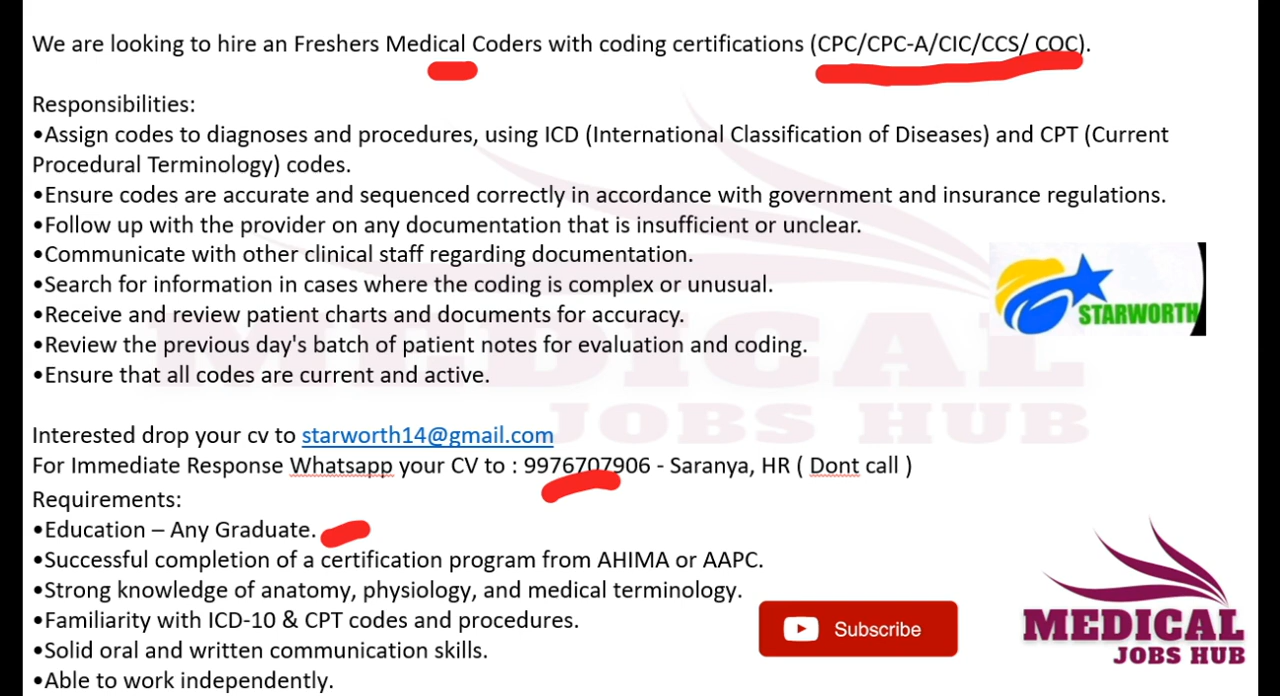 We are looking to hire an Freshers Medical Coders with coding certifications (CPC/CPC-A/CIC/CCS/ COC).
Responsibilities:
•Assign codes to diagnoses and procedures, using ICD (International Classification of Diseases) and CPT (Current
Procedural Terminology) codes.
•Ensure codes are accurate and sequenced correctly in accordance with government and insurance regulations.
•Follow up with the provider on any documentation that is insufficient or unclear.
•Communicate with other clinical staff regarding documentation.
•Search for information in cases where the coding is complex or unusual.
•Receive and review patient charts and documents for accuracy.
•Review the previous day's batch of patient notes for evaluation and coding.
•Ensure that all codes are current and active.
STARWORTH
MEDICAL
JOBS HUB
Interested drop your cv to starworth14@gmail.com
For Immediate Response Whatsapp your CV to : 9976707906 - Saranya, HR ( Dont call )
Requirements:
•Education – Any Graduate.
•Successful completion of a certification program from AHIMA or AAPC.
•Strong knowledge of anatomy, physiology, and medical terminology.
•Familiarity with ICD-10 & CPT codes and procedures.
•Solid oral and written communication skills.
•Able to work independently.
Subscribe
MEDICAL
JOBS HUB